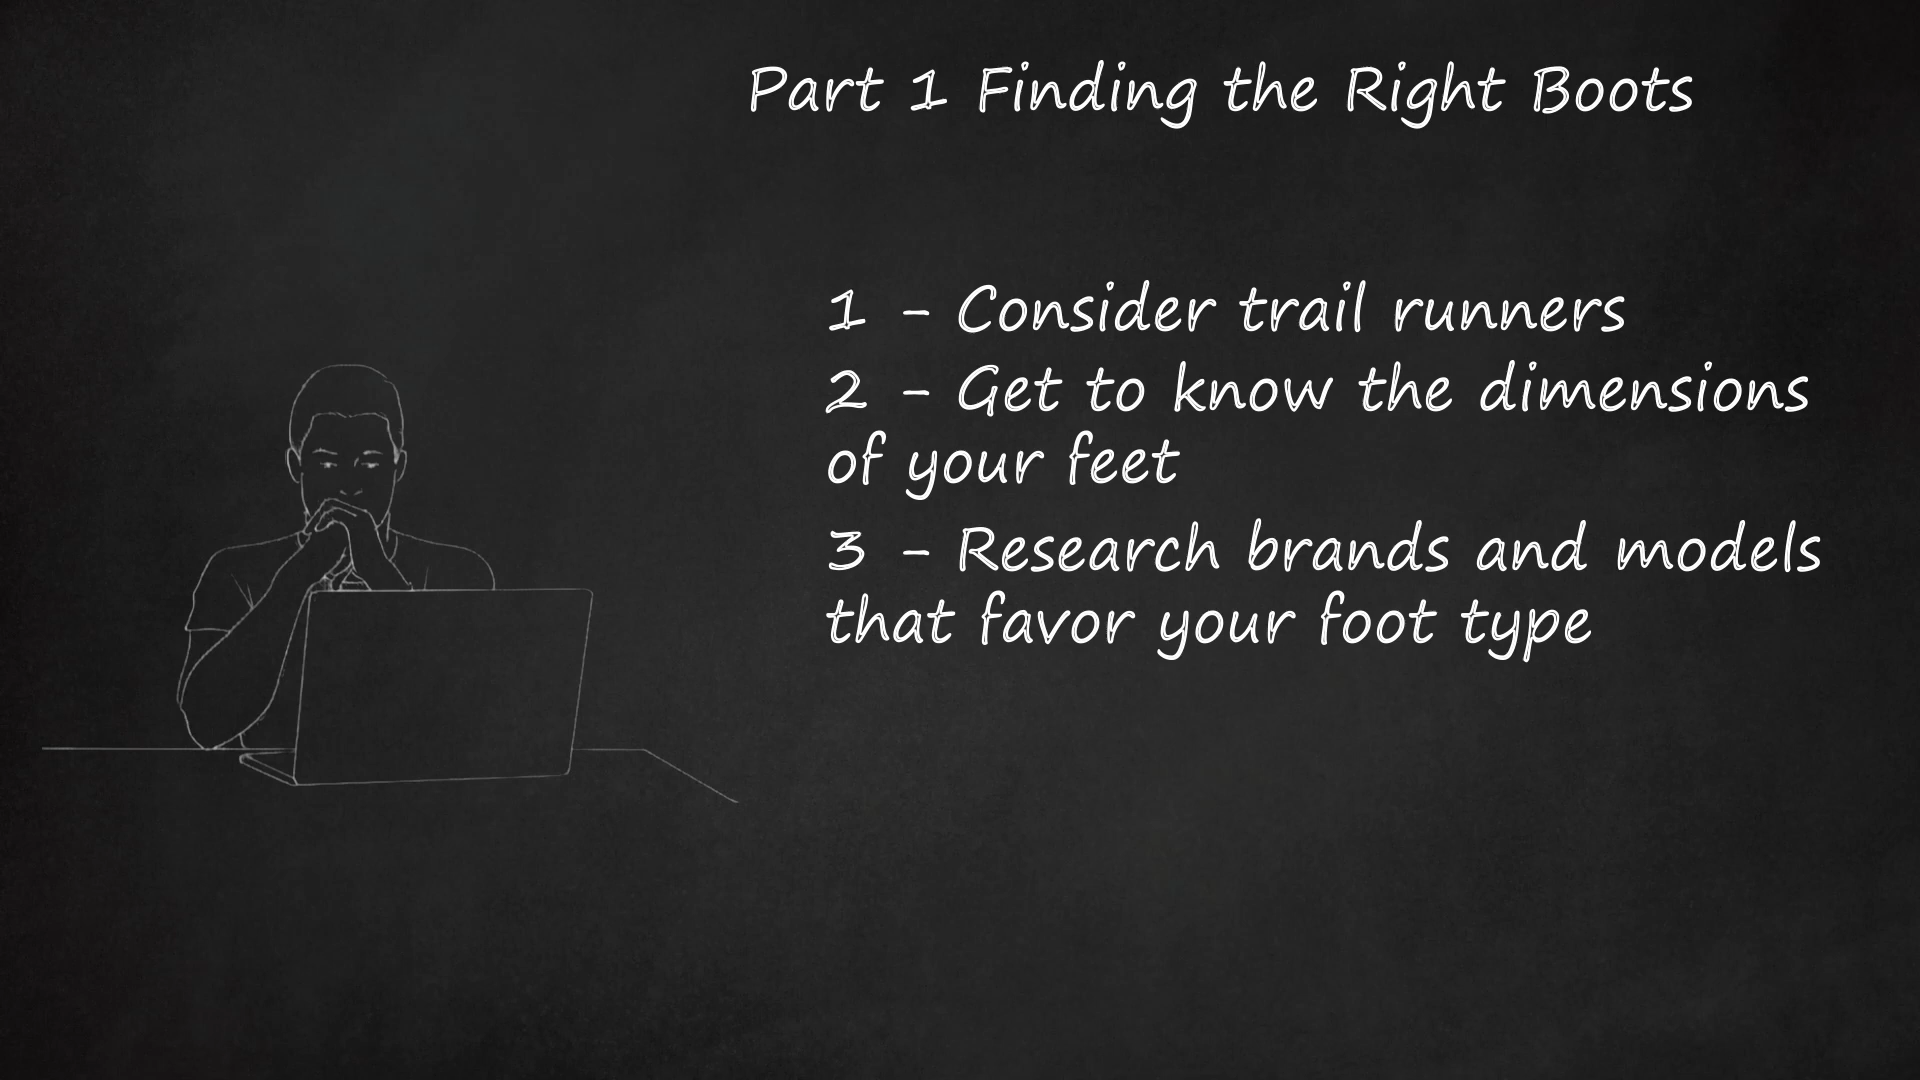 Part 1 Finding the Right Boots
1 - Consider trail runners
2 - Get to know the dimensions
of your feet
3 - Research brands and models
that favor your foot type